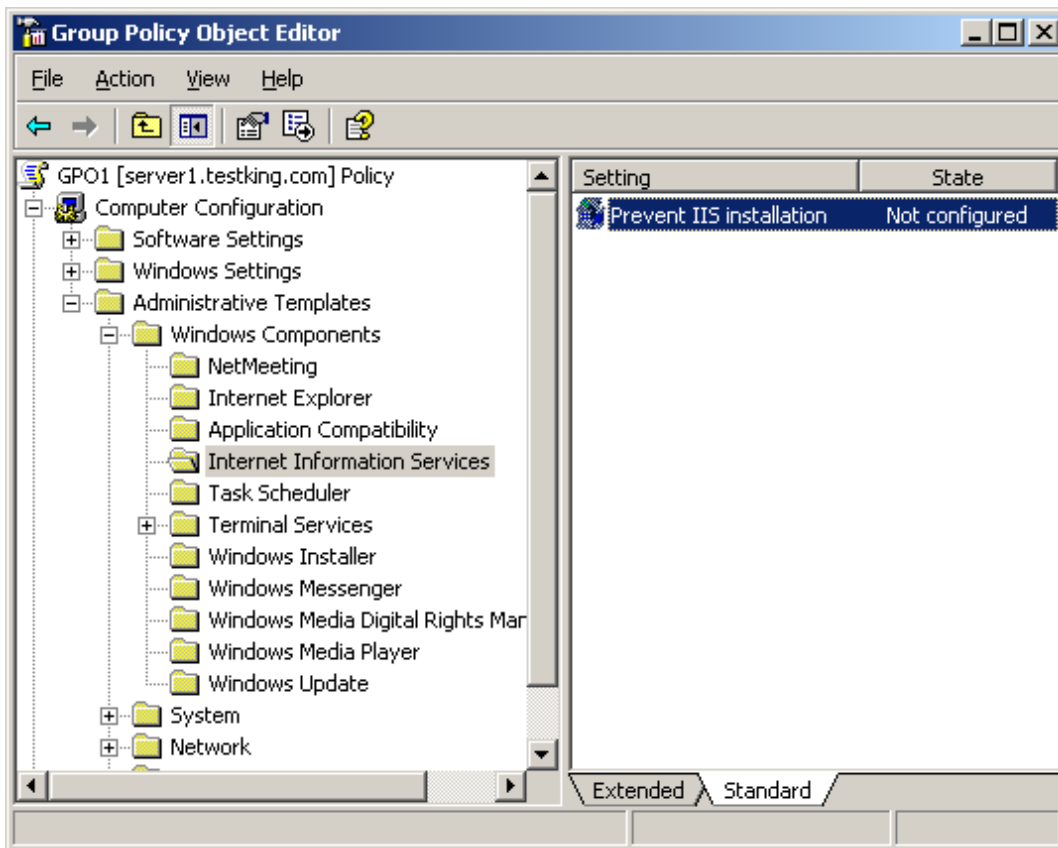 Group Policy Object Editor
File Action View Help
GPO1 [server1.testking.com] Policy
Computer Configuration
Software Settings
Windows Settings
Administrative Templates
Windows Components
NetMeeting
Internet Explorer
Application Compatibility
Internet Information Services
Task Scheduler
Terminal Services
Windows Installer
Windows Messenger
Windows Media Digital Rights Mar
Windows Media Player
Windows Update
System
Network
Setting State
Prevent IIS installation Not configured
Extended Standard